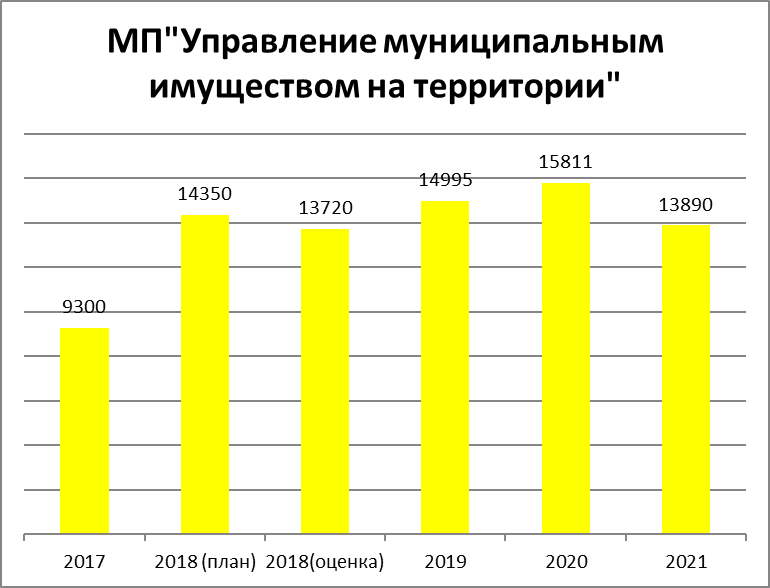 МП"Управление муниципальным
имуществом на территории"
15811
14995
14350
13720
13890
9300
2017
2018 (план)
2018(оценка)
2019
2020
2021